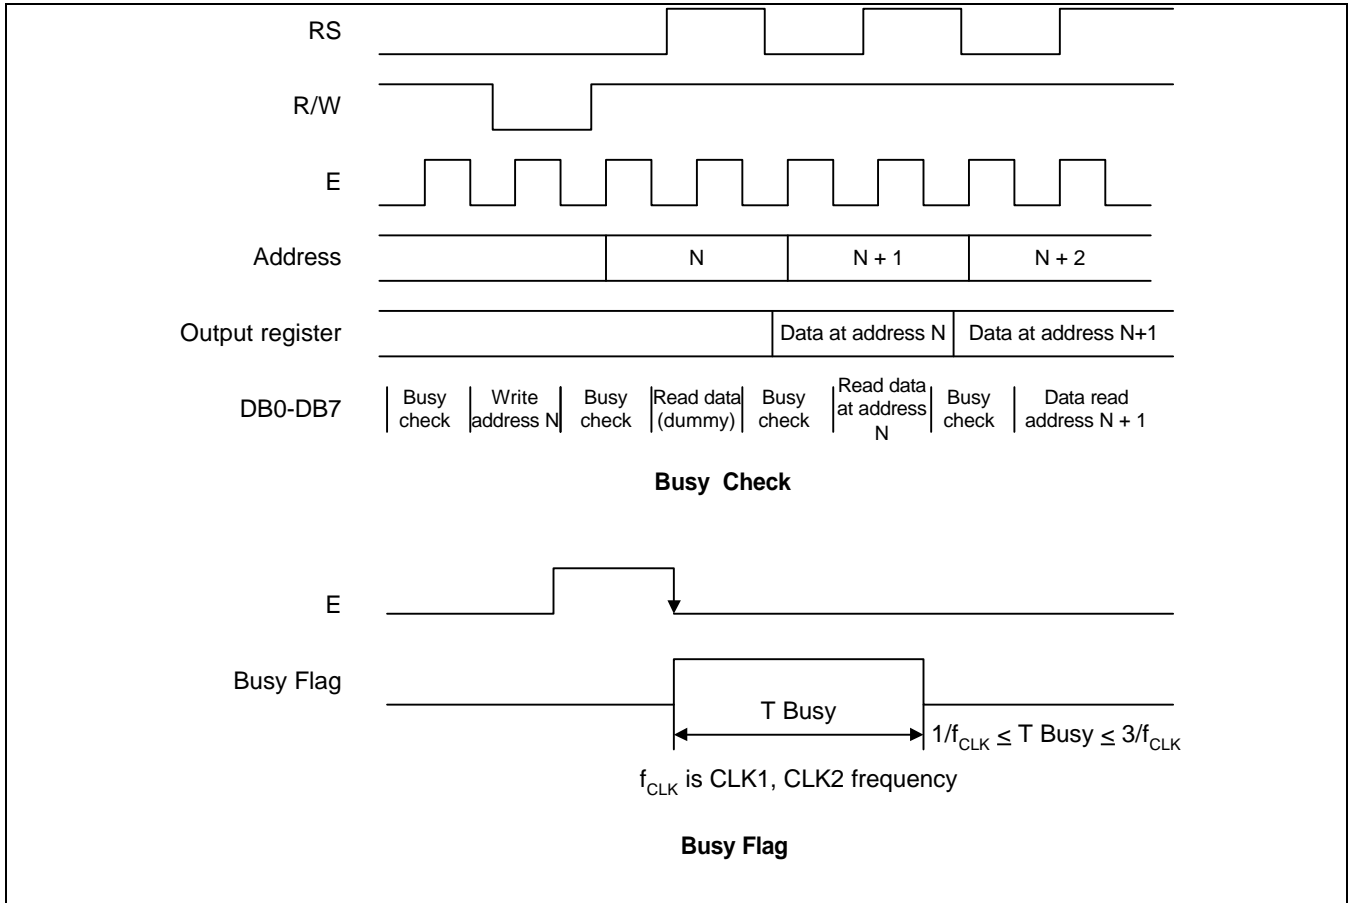 RS
R/W
E
Address
N
N + 1
N + 2
Output register
Data at address N
Data at address N+1
DB0-DB7
Busy
check
Write
address N
Busy
check
Read data
(dummy)
Busy
check
Read data
at address
N
Busy
check
Data read
address N + 1
Busy Check
E
Busy Flag
T Busy
1/fCLK ≤ T Busy ≤ 3/fCLK
fCLK is CLK1, CLK2 frequency
Busy Flag